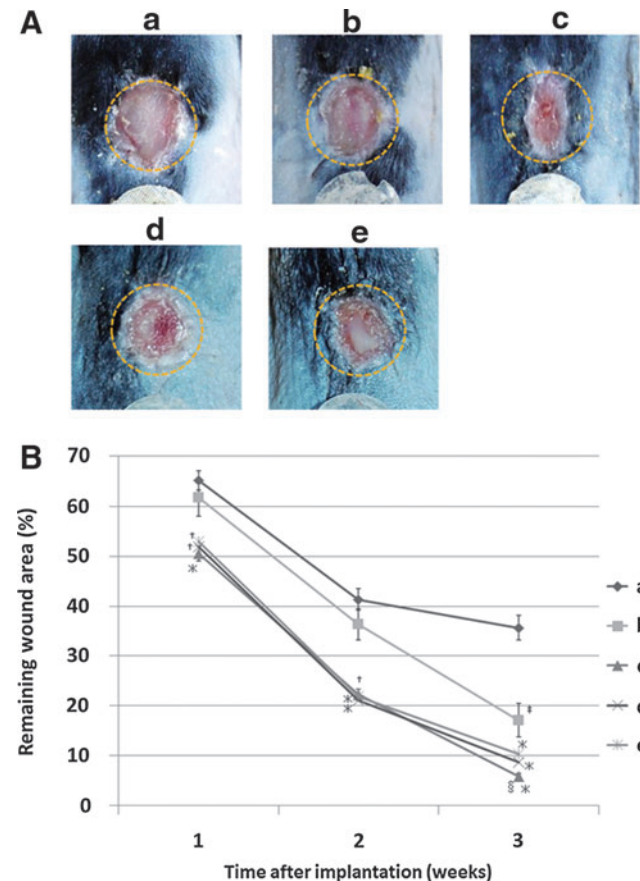 A
a b c
d e
B
70
60
50
40
30
20
10
0
Remaining wound area (%)
1 2 3
Time after implantation (weeks)
† † *
† * *
‡ * * § *
a